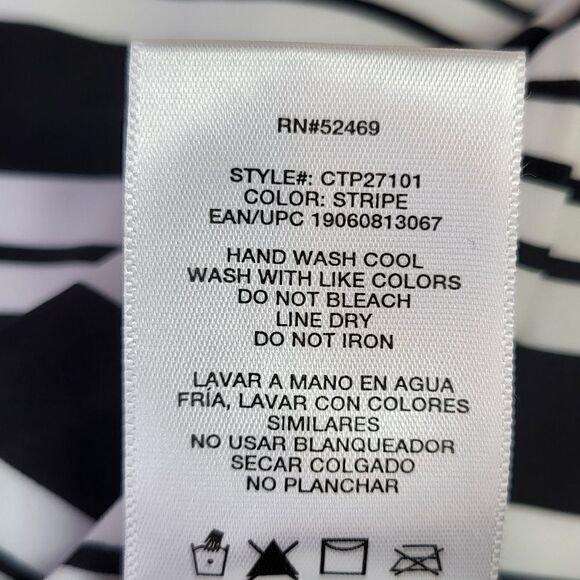 RN#52469
STYLE#: CTP27101
COLOR: STRIPE
EAN/UPC 19060813067
HAND WASH COOL
WASH WITH LIKE COLORS
DO NOT BLEACH
LINE DRY
DO NOT IRON
LAVAR A MANO EN AGUA
FRÍA, LAVAR CON COLORES
SIMILARES
NO USAR BLANQUEADOR
SECAR COLGADO
NO PLANCHAR